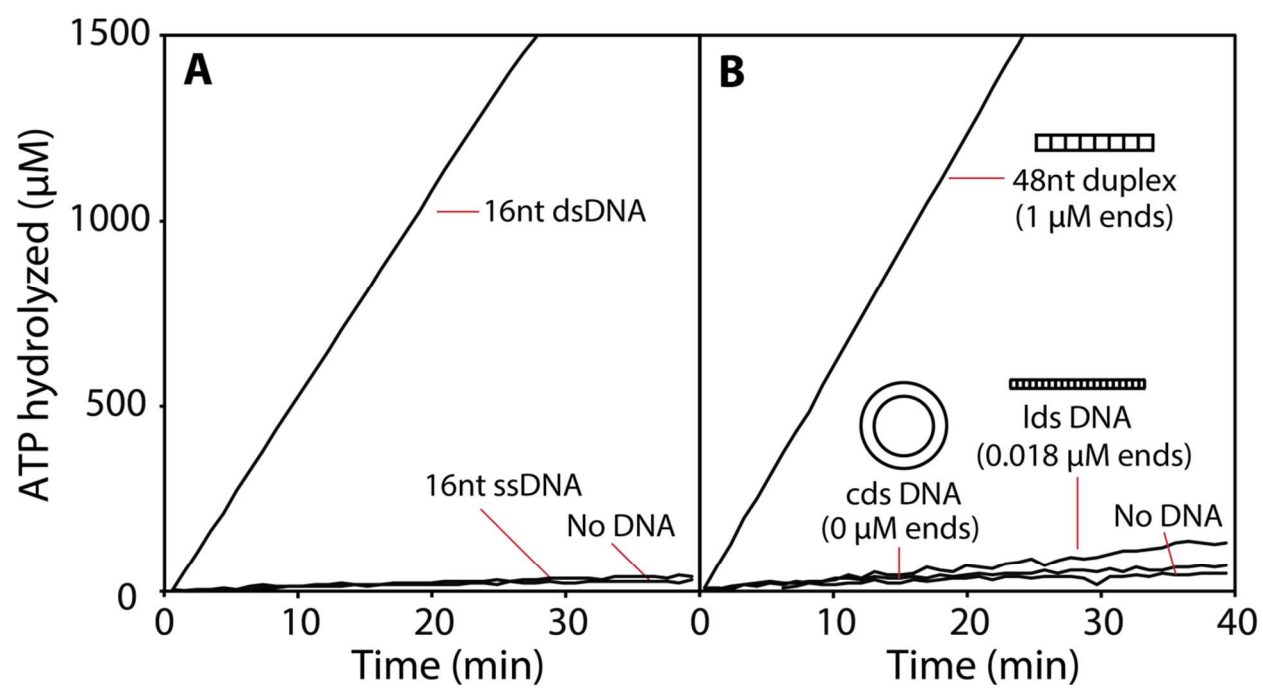 ATP hydrolyzed (µM)
1500
1000
500
0
A
16nt dsDNA
16nt ssDNA
No DNA
0
10
20
30
Time (min)
B
48nt duplex
(1 µM ends)
lds DNA
(0.018 µM ends)
cds DNA
(0 µM ends)
No DNA
0
10
20
30
40
Time (min)